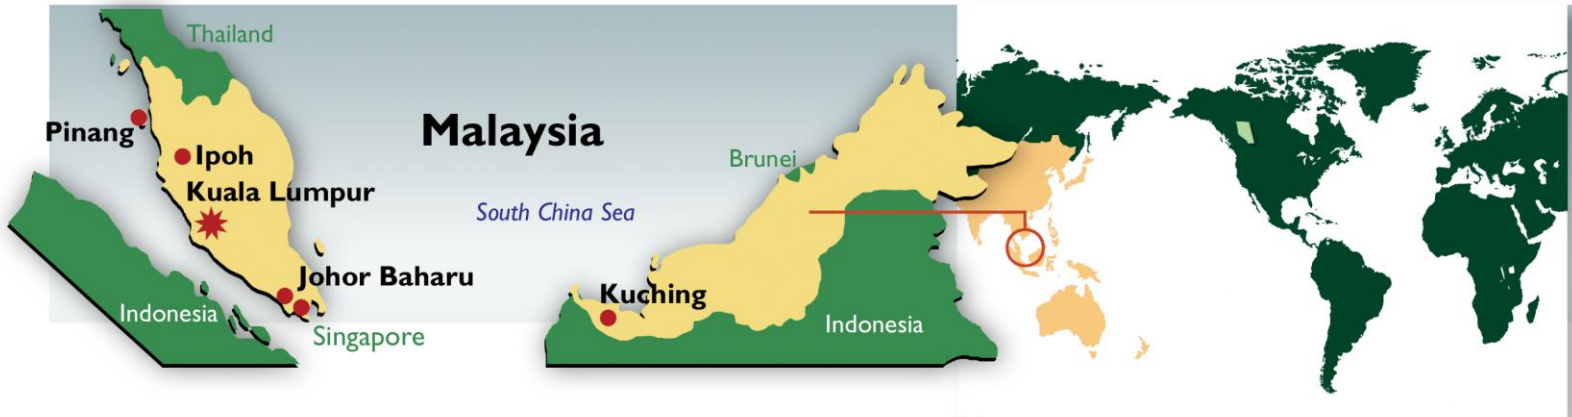 Thailand
Pinang
Malaysia
Ipoh
Brunei
Kuala Lumpur
South China Sea
Johor Baharu
Kuching
Indonesia
Indonesia
Singapore